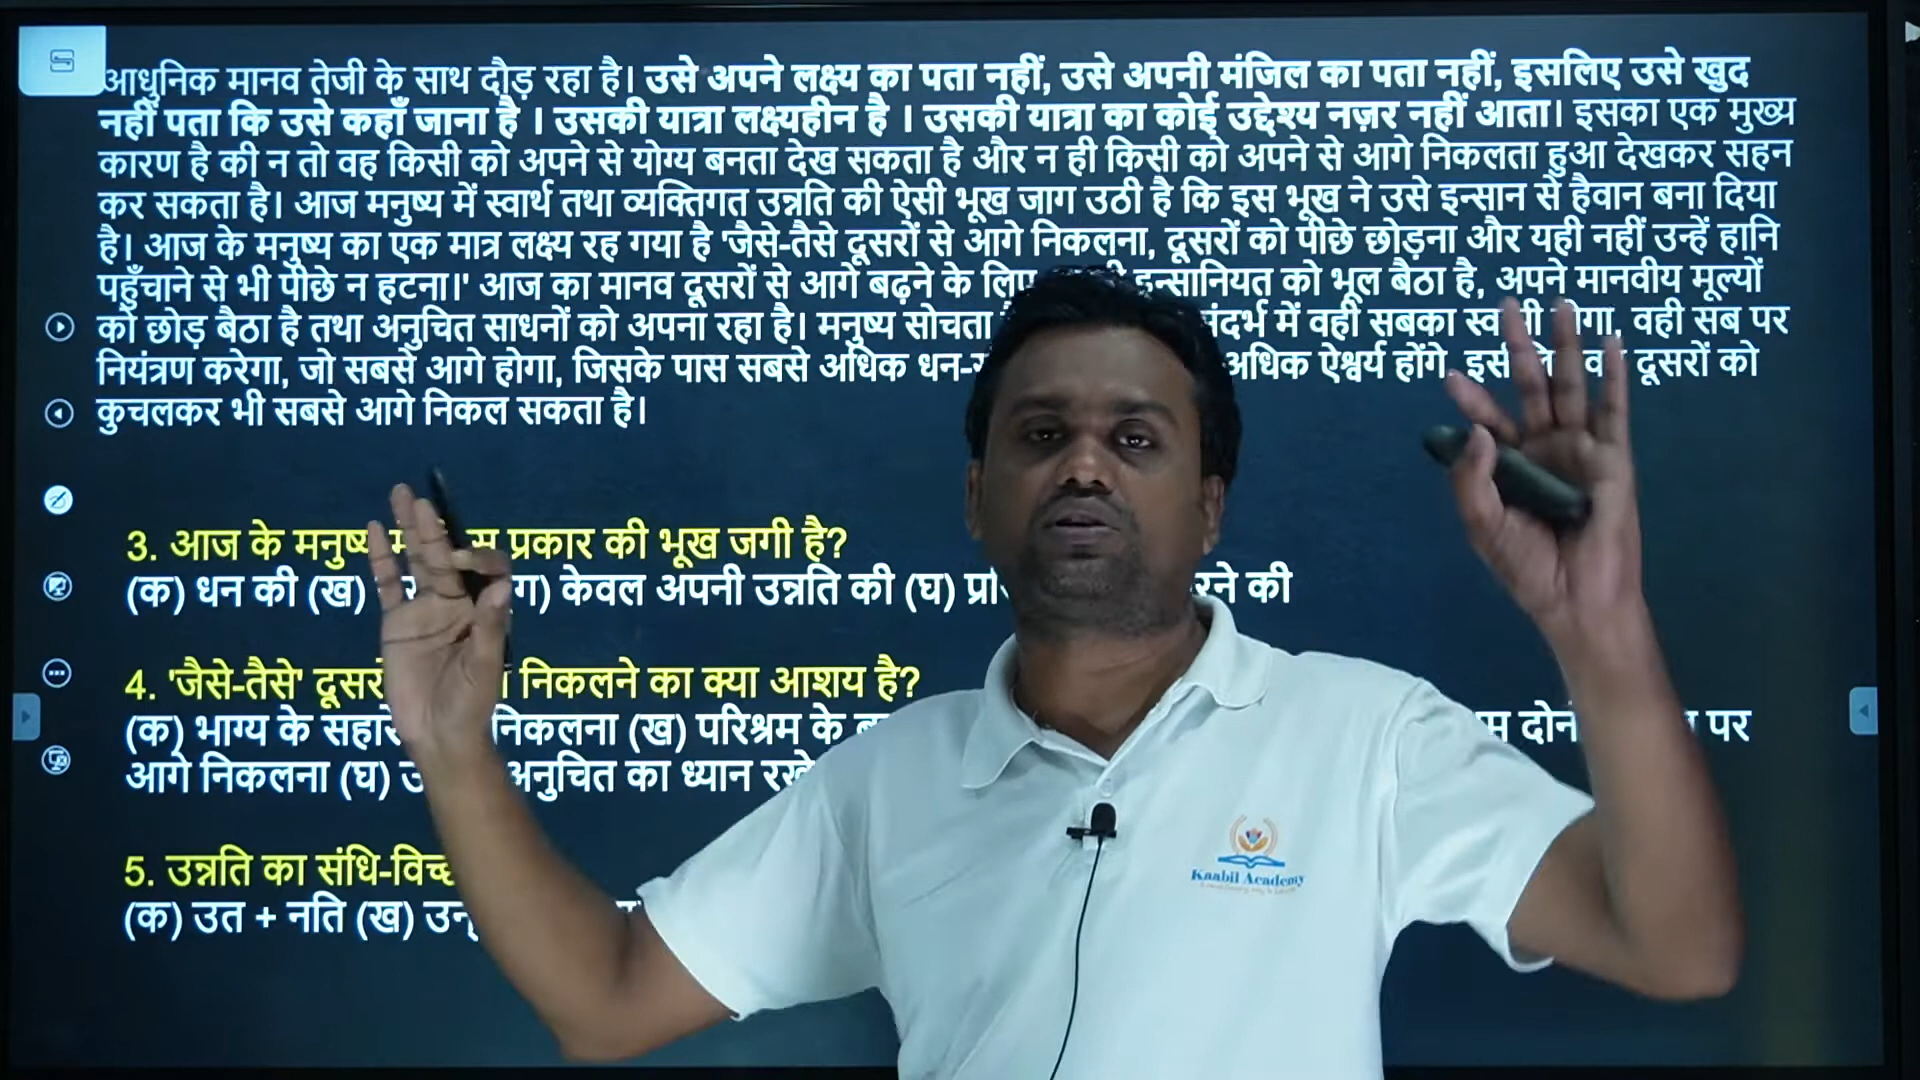 आधुनिक मानव तेजी के साथ दौड़ रहा है। उसे अपने लक्ष्य का पता नहीं, उसे अपनी मंजिल का पता नहीं, इसलिए उसे खुद
नहीं पता कि उसे कहाँ जाना है । उसकी यात्रा लक्ष्यहीन है । उसकी यात्रा का कोई उद्देश्य नज़र नहीं आता। इसका एक मुख्य
कारण है की न तो वह किसी को अपने से योग्य बनता देख सकता है और न ही किसी को अपने से आगे निकलता हुआ देखकर सहन
कर सकता है। आज मनुष्य में स्वार्थ तथा व्यक्तिगत उन्नति की ऐसी भूख जाग उठी है कि इस भूख ने उसे इन्सान से हैवान बना दिया
है। आज के मनुष्य का एक मात्र लक्ष्य रह गया है 'जैसे-तैसे दूसरों से आगे निकलना, दूसरों को पीछे छोड़ना और यही नहीं उन्हें हानि
पहुँचाने से भी पीछे न हटना।' आज का मानव दूसरों से आगे बढ़ने के लिए इन्सानियत को भूल बैठा है, अपने मानवीय मूल्यों
को छोड़ बैठा है तथा अनुचित साधनों को अपना रहा है। मनुष्य सोचता संदर्भ में वही सबका वही सब पर
नियंत्रण करेगा, जो सबसे आगे होगा, जिसके पास सबसे अधिक अधिक ऐश्वर्य होंगे, दूसरों को
कुचलकर भी सबसे आगे निकल सकता है।
3. आज के मनुष्य प्रकार की भूख जगी है?
(क) धन की (ख) (ग) केवल अपनी उन्नति की (घ) की
4. 'जैसे-तैसे' निकलने का क्या आशय है?
(क) भाग्य के सहारे निकलना (ख) परिश्रम के पर
आगे निकलना (घ) अनुचित का ध्यान
5. उन्नति का
(क) उत + नति (ख)
Kaabil Academy